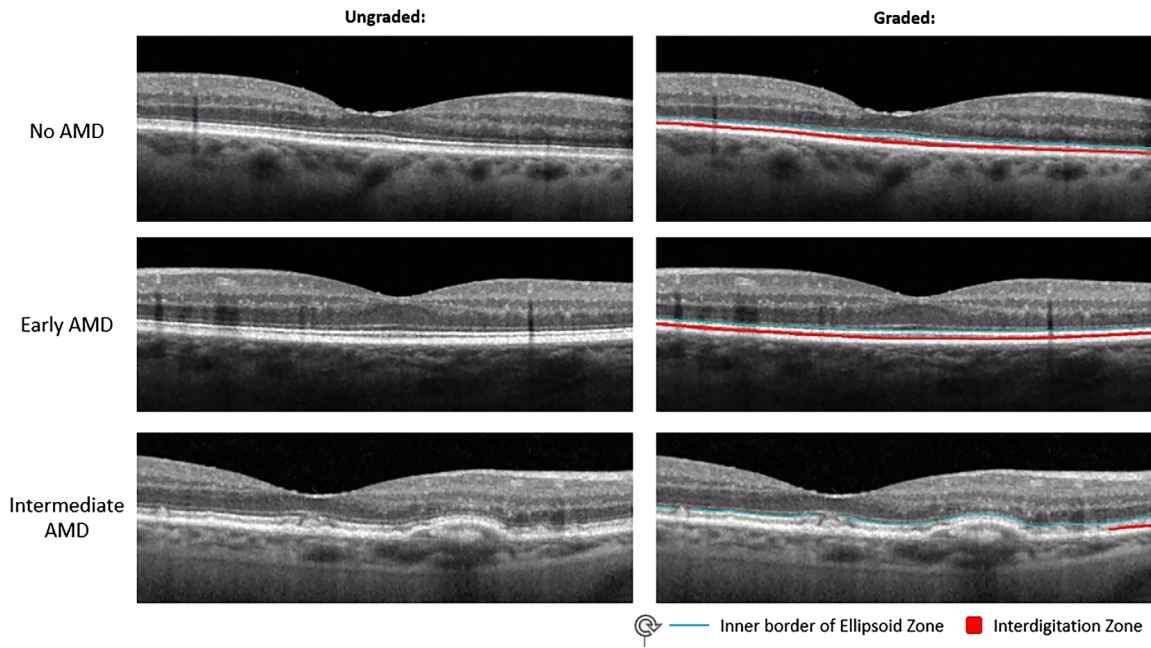 Ungraded:
Graded:
No AMD
Early AMD
Intermediate
AMD
Inner border of Ellipsoid Zone
Interdigitation Zone